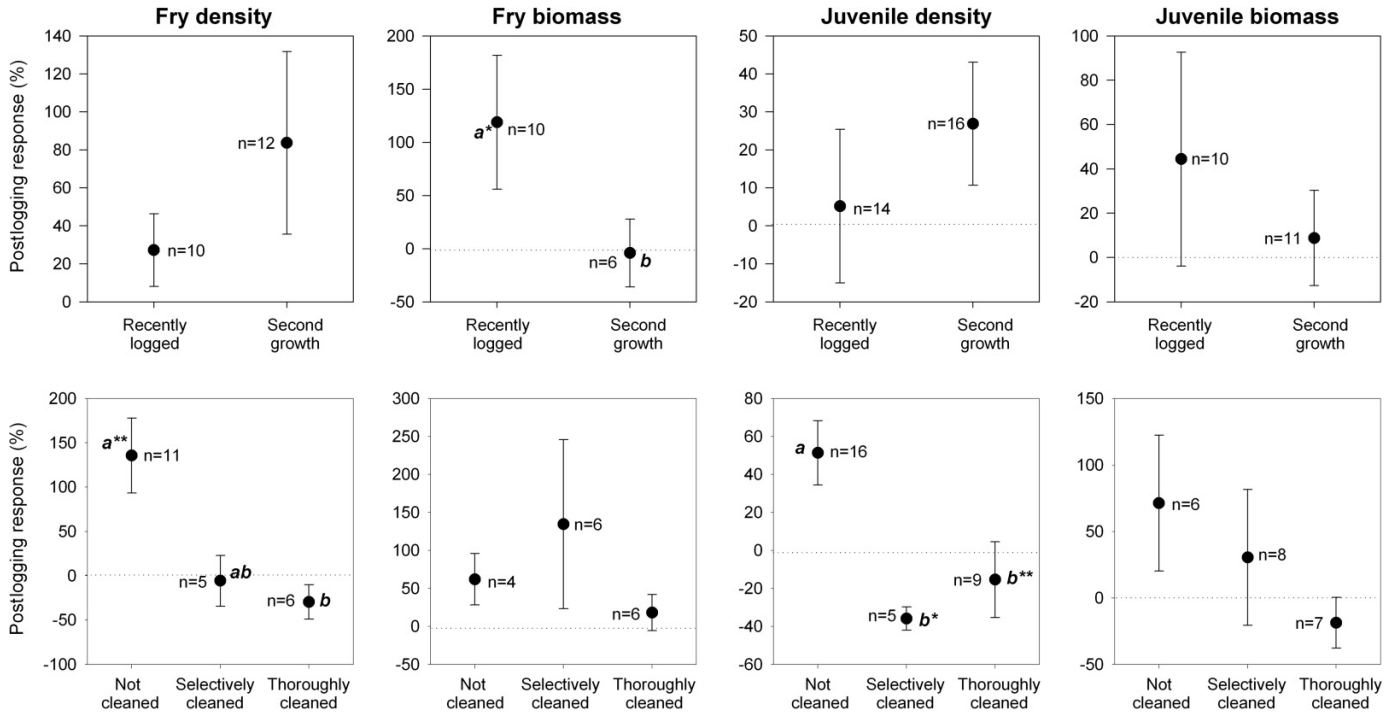 Fry density
Fry biomass
Juvenile density
Juvenile biomass
Postlogging response (%)
140
120
100
80
60
40
20
0
n=10
n=12
Recently
logged
Second
growth
200
150
100
50
0
-50
a*
n=10
n=6
b
Recently
logged
Second
growth
50
40
30
20
10
0
-10
-20
n=14
n=16
Recently
logged
Second
growth
100
80
60
40
20
0
-20
n=10
n=11
Recently
logged
Second
growth
Postlogging response (%)
200
150
100
50
0
-50
-100
a**
n=11
n=5
ab
n=6
b
Not
cleaned
Selectively
cleaned
Thoroughly
cleaned
300
250
200
150
100
50
0
-50
n=4
n=6
n=6
Not
cleaned
Selectively
cleaned
Thoroughly
cleaned
80
60
40
20
0
-20
-40
-60
a
n=16
n=5
b*
n=9
b**
Not
cleaned
Selectively
cleaned
Thoroughly
cleaned
150
100
50
0
-50
n=6
n=8
n=7
Not
cleaned
Selectively
cleaned
Thoroughly
cleaned